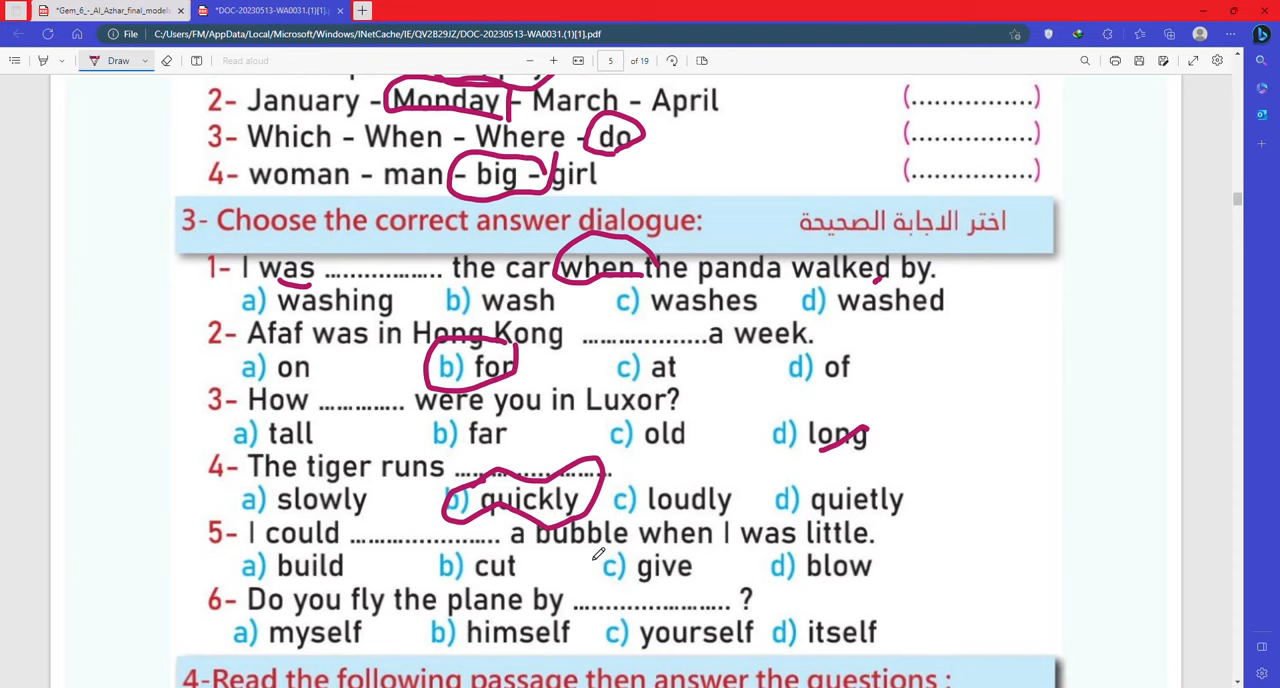 *Gem_6_-_Al_Azhar_final_model
*DOC-20230513-WA0031.(1)[1].p
File C:/Users/FM/AppData/Local/Microsoft/Windows/INetCache/IE/QV2B29JZ/DOC-20230513-WA0031.(1)[1].pdf
Draw Read aloud 5 of 19
2- January - Monday - March - April (...............)
3- Which - When - Where - do (...............)
4- woman - man - big - girl (...............)
3- Choose the correct answer dialogue: اختر الاجابة الصحيحة
1- I was ..................... the car when the panda walked by.
a) washing b) wash c) washes d) washed
2- Afaf was in Hong Kong .....................a week.
a) on b) for c) at d) of
3- How .............. were you in Luxor?
a) tall b) far c) old d) long
4- The tiger runs ..........................
a) slowly b) quickly c) loudly d) quietly
5- I could .......................... a bubble when I was little.
a) build b) cut c) give d) blow
6- Do you fly the plane by .......................... ?
a) myself b) himself c) yourself d) itself
4-Read the following passage then answer the questions :